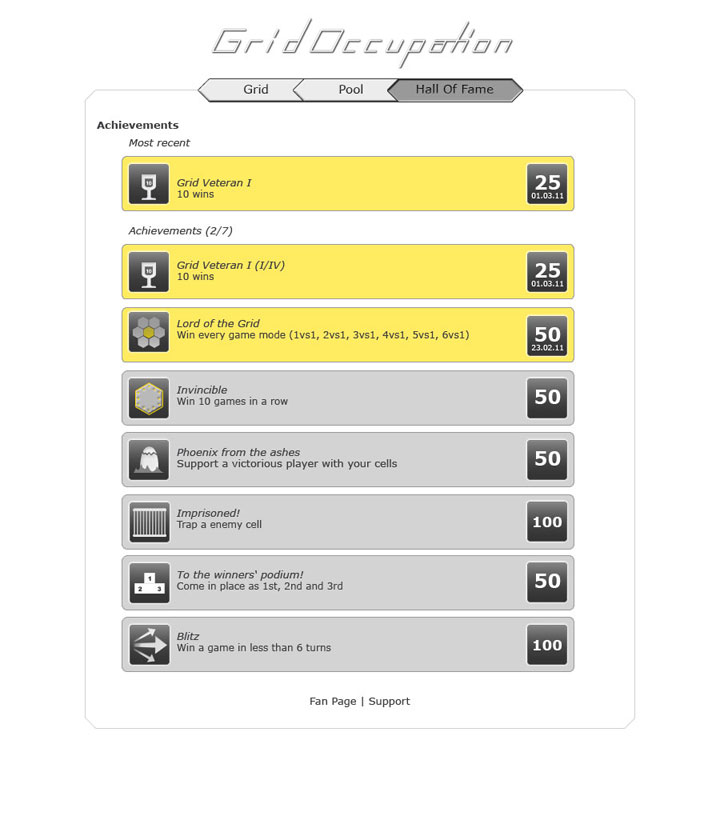 GridOccupation
Grid Pool Hall Of Fame
Achievements
Most recent
10
Grid Veteran I
10 wins
25
01.03.11
Achievements (2/7)
10
Grid Veteran I (I/IV)
10 wins
25
01.03.11
Lord of the Grid
Win every game mode (1vs1, 2vs1, 3vs1, 4vs1, 5vs1, 6vs1)
50
23.02.11
Invincible
Win 10 games in a row
50
Phoenix from the ashes
Support a victorious player with your cells
50
Imprisoned!
Trap a enemy cell
100
1
2 3
To the winners' podium!
Come in place as 1st, 2nd and 3rd
50
Blitz
Win a game in less than 6 turns
100
Fan Page | Support